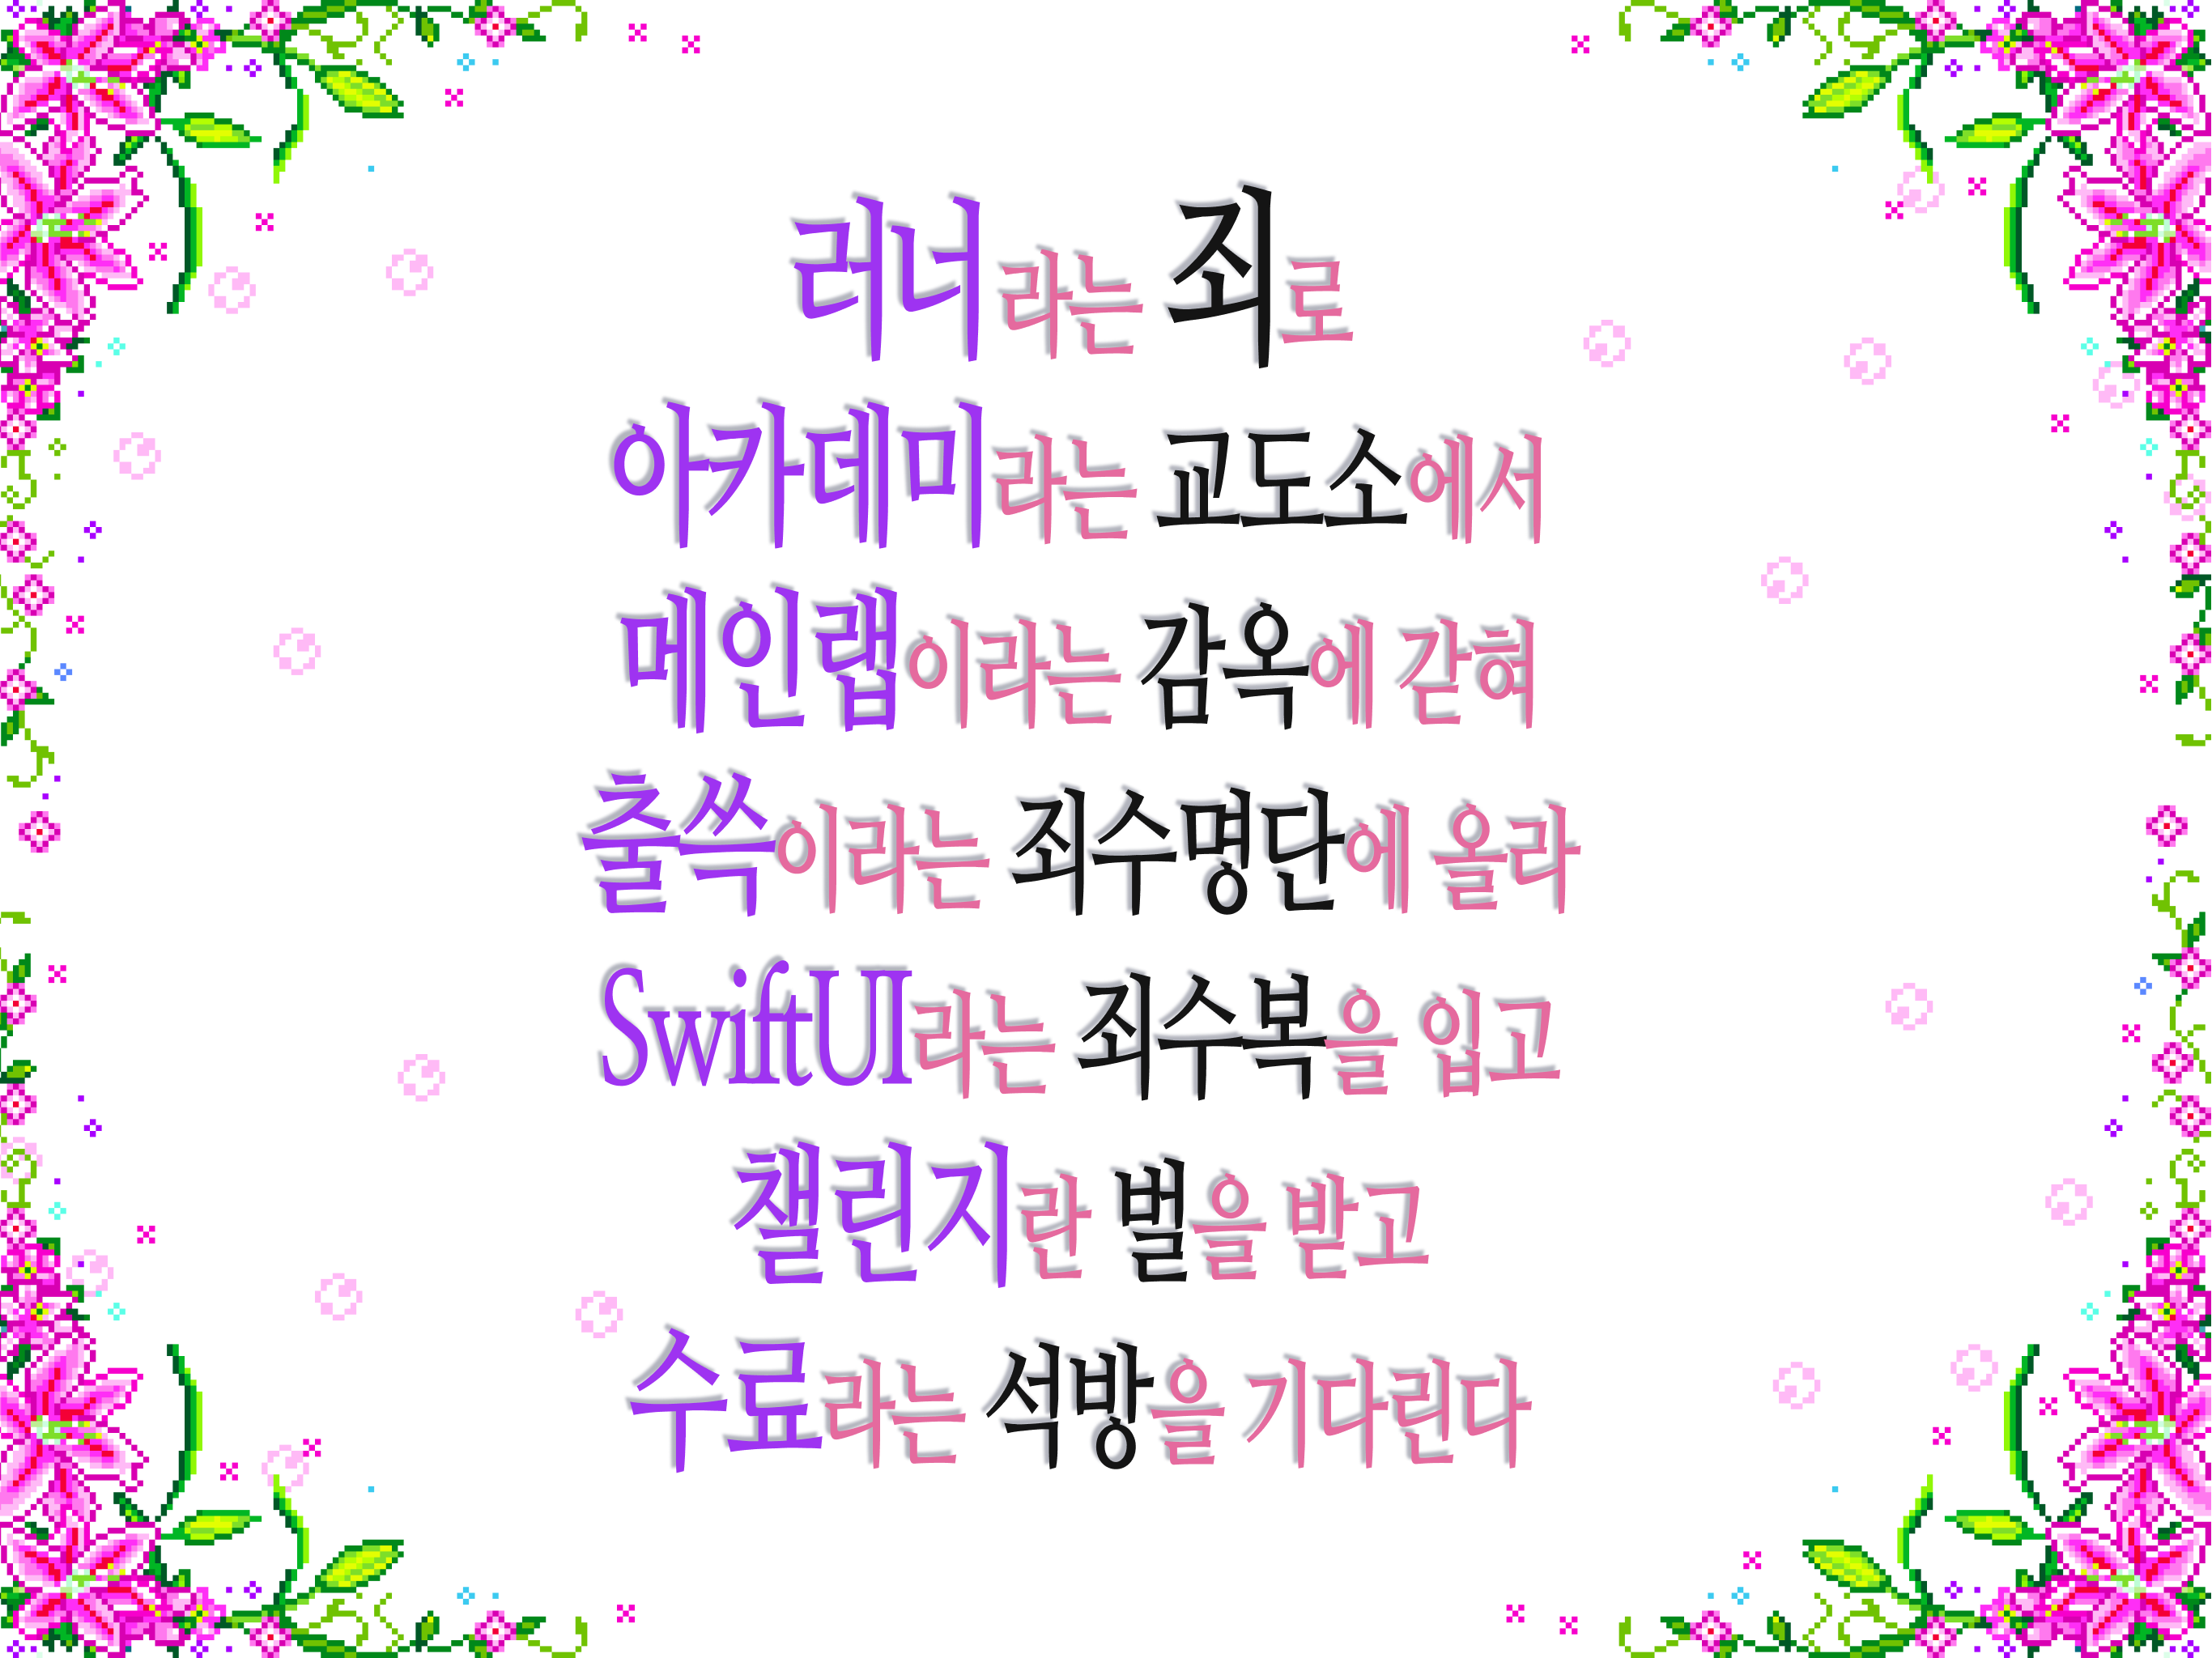 러너라는 죄로
아카데미라는 교도소에서
메인랩이라는 감옥에 갇혀
출쓱이라는 죄수명단에 올라
SwiftUI라는 죄수복을 입고
챌린지란 벌을 받고
수료라는 석방을 기다린다